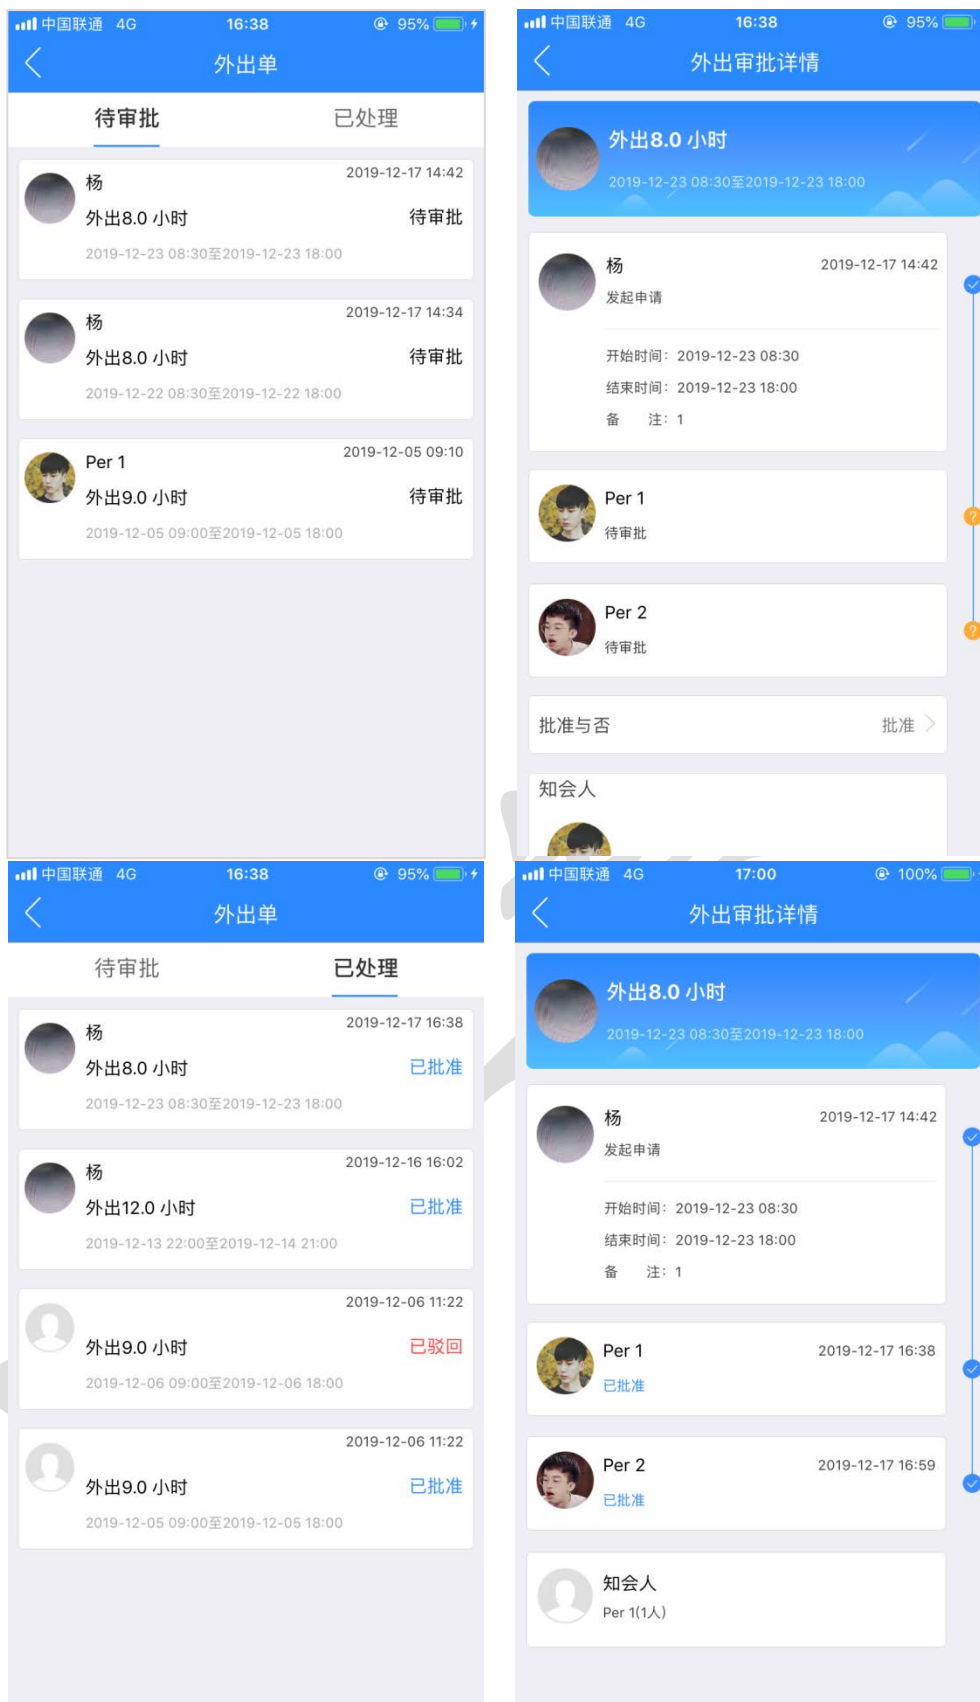 中国联通 4G 16:38 95%
外出单
待审批 已处理
杨 2019-12-17 14:42
外出8.0 小时 待审批
2019-12-23 08:30至2019-12-23 18:00
杨 2019-12-17 14:34
外出8.0 小时 待审批
2019-12-22 08:30至2019-12-22 18:00
Per 1 2019-12-05 09:10
外出9.0 小时 待审批
2019-12-05 09:00至2019-12-05 18:00
中国联通 4G 16:38 95%
外出审批详情
外出8.0 小时
2019-12-23 08:30至2019-12-23 18:00
杨 2019-12-17 14:42
发起申请
开始时间: 2019-12-23 08:30
结束时间: 2019-12-23 18:00
备 注: 1
Per 1
待审批
Per 2
待审批
批准与否 批准
知会人
中国联通 4G 16:38 95%
外出单
待审批 已处理
杨 2019-12-17 16:38
外出8.0 小时 已批准
2019-12-23 08:30至2019-12-23 18:00
杨 2019-12-16 16:02
外出12.0 小时 已批准
2019-12-13 22:00至2019-12-14 21:00
2019-12-06 11:22
外出9.0 小时 已驳回
2019-12-06 09:00至2019-12-06 18:00
2019-12-06 11:22
外出9.0 小时 已批准
2019-12-05 09:00至2019-12-05 18:00
中国联通 4G 17:00 100%
外出审批详情
外出8.0 小时
2019-12-23 08:30至2019-12-23 18:00
杨 2019-12-17 14:42
发起申请
开始时间: 2019-12-23 08:30
结束时间: 2019-12-23 18:00
备 注: 1
Per 1 2019-12-17 16:38
已批准
Per 2 2019-12-17 16:59
已批准
知会人
Per 1(1人)